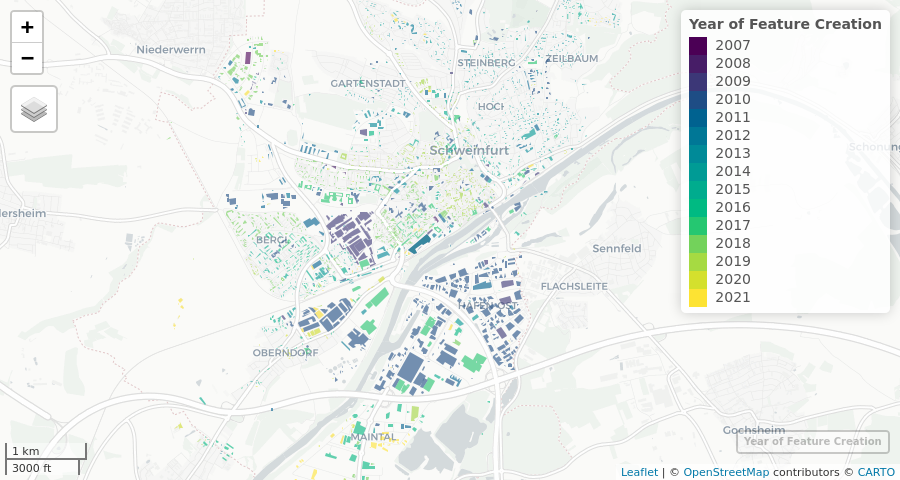 +
−
Niederwerrn
GARTENSTADT
STEINBERG
ZEILBAUM
HOCH
Schweinfurt
Schonung
lersheim
BERGL
Sennfeld
FLACHSLEITE
HAFEN-OST
OBERNDORF
MAINTAL
Gochsheim
Year of Feature Creation
2007
2008
2009
2010
2011
2012
2013
2014
2015
2016
2017
2018
2019
2020
2021
Year of Feature Creation
1 km
3000 ft
Leaflet | © OpenStreetMap contributors © CARTO